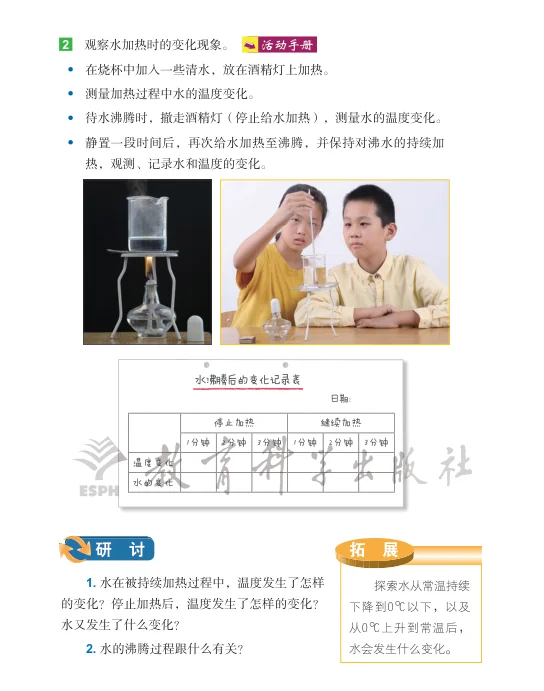 2 观察水加热时的变化现象。 活动手册
• 在烧杯中加入一些清水，放在酒精灯上加热。
• 测量加热过程中水的温度变化。
• 待水沸腾时，撤走酒精灯（停止给水加热），测量水的温度变化。
• 静置一段时间后，再次给水加热至沸腾，并保持对沸水的持续加
热，观测、记录水和温度的变化。
水沸腾后的变化记录表
日期:
停止加热 继续加热
1分钟 2分钟 3分钟 1分钟 2分钟 3分钟
温度变化
水的变化
ESPH 教育科学出版社
研 讨
1. 水在被持续加热过程中，温度发生了怎样
的变化？停止加热后，温度发生了怎样的变化？
水又发生了什么变化？
2. 水的沸腾过程跟什么有关？
拓 展
探索水从常温持续
下降到0℃以下，以及
从0℃上升到常温后，
水会发生什么变化。